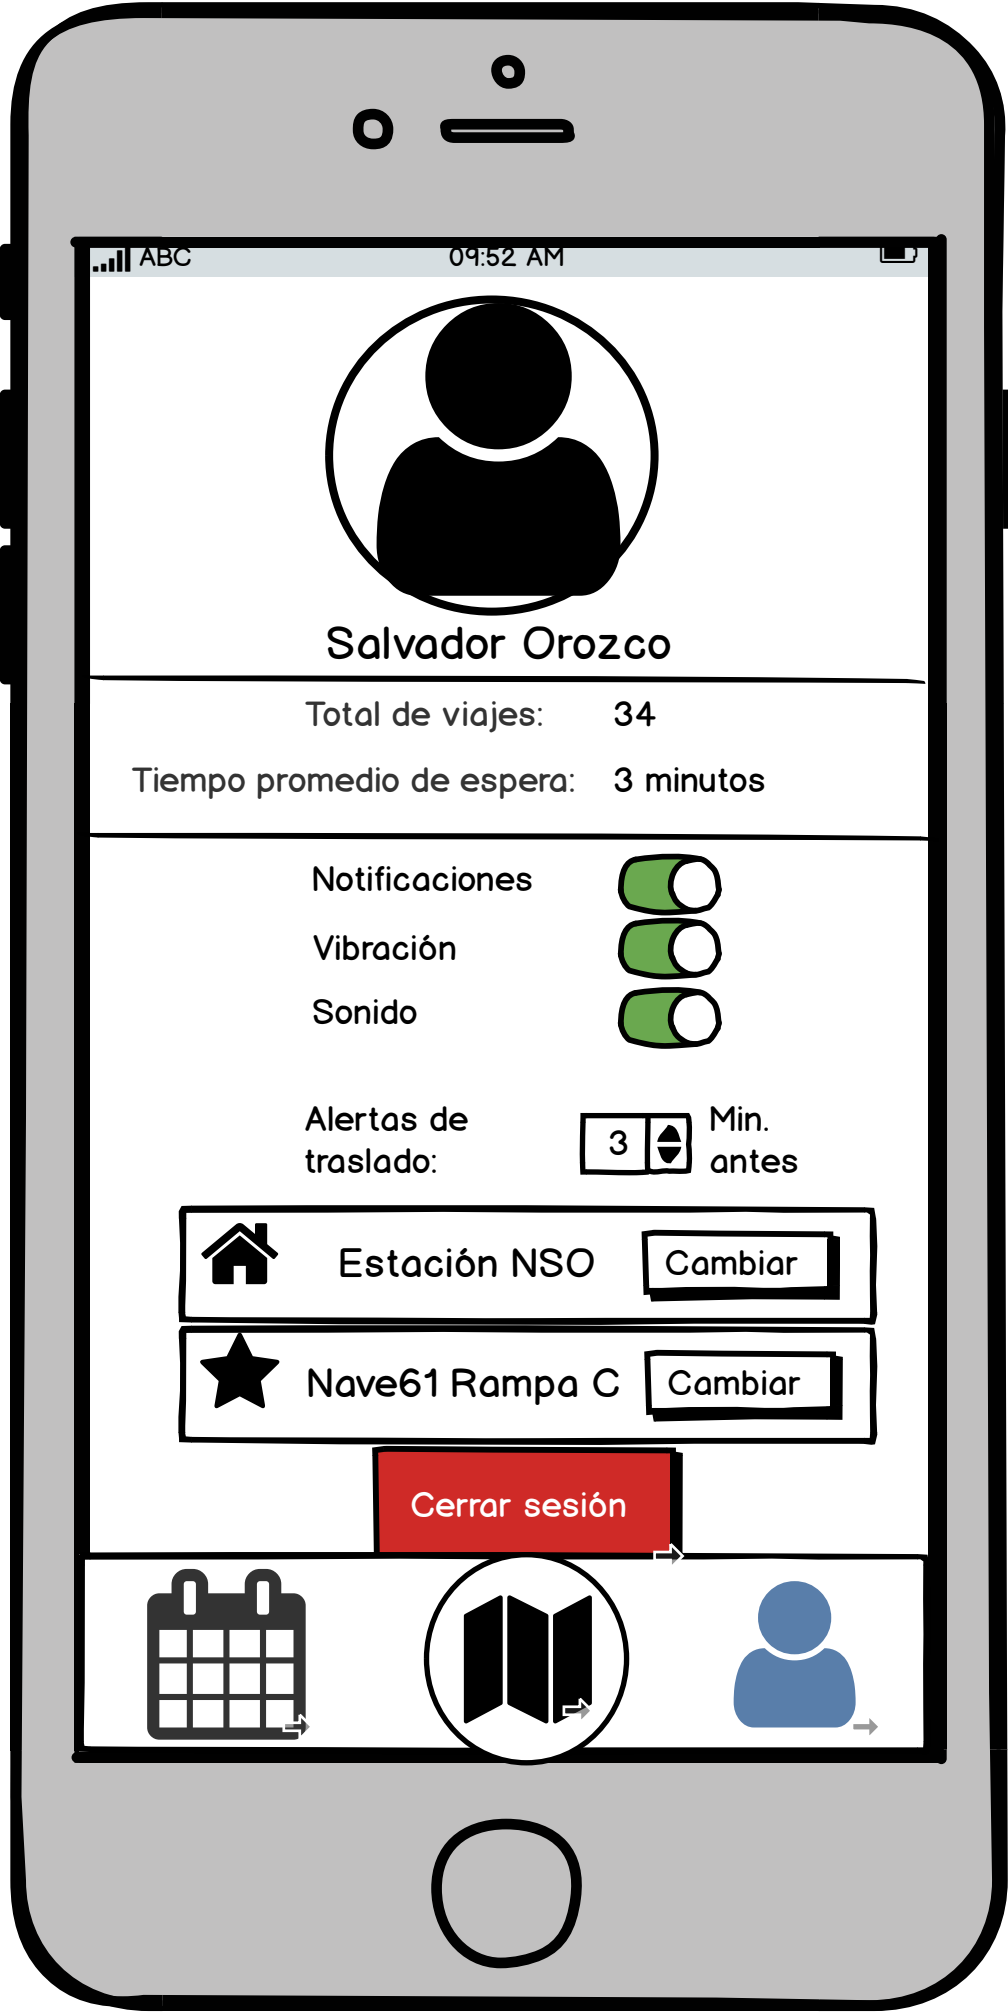 ABC 09:52 AM
Salvador Orozco
Total de viajes: 34
Tiempo promedio de espera: 3 minutos
Notificaciones
Vibración
Sonido
Alertas de
traslado:
3
Min.
antes
Estación NSO Cambiar
Nave61 Rampa C Cambiar
Cerrar sesión